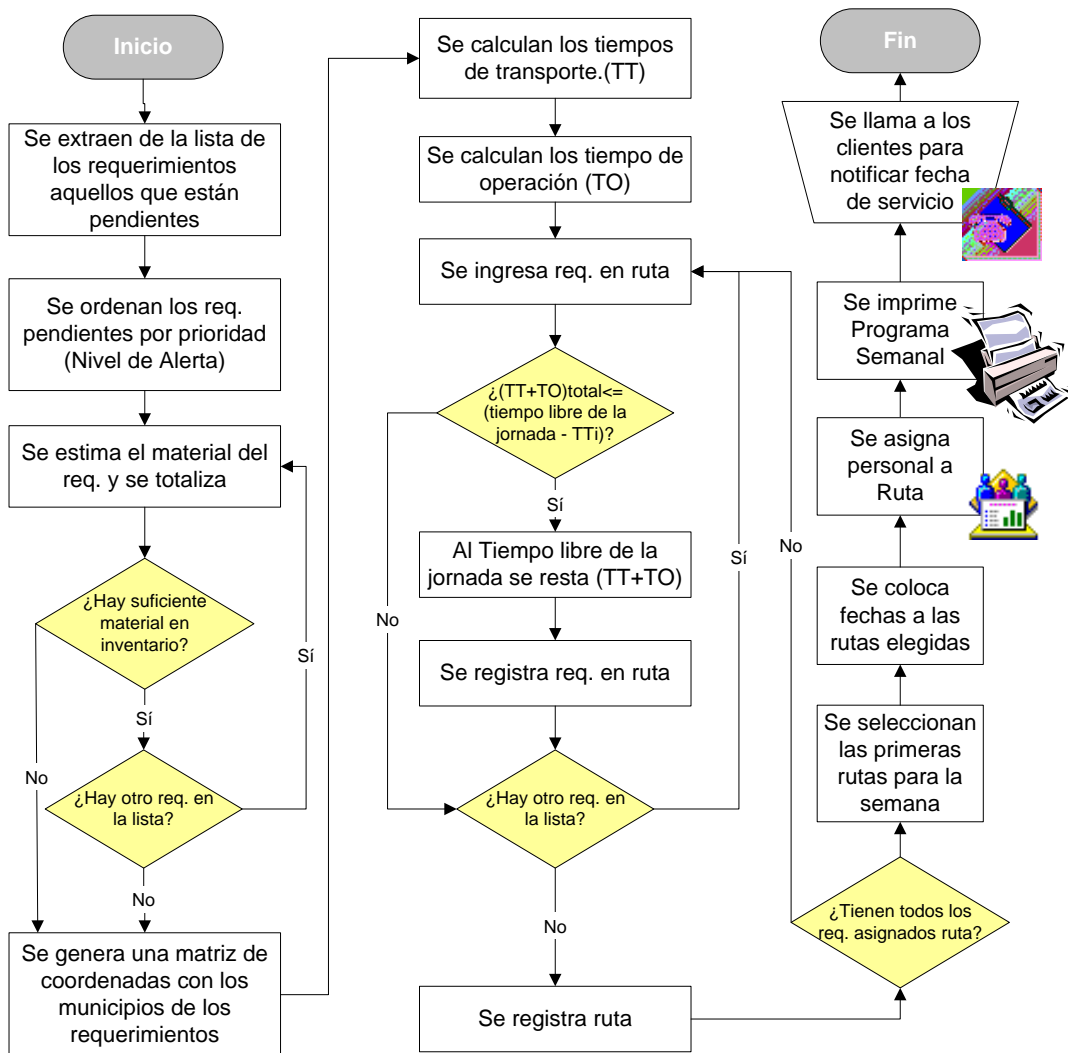 Inicio
Se extraen de la lista de
los requerimientos
aquellos que están
pendientes
Se ordenan los req.
pendientes por prioridad
(Nivel de Alerta)
Se estima el material del
req. y se totaliza
¿Hay suficiente
material en
inventario?
Sí
Sí
No
¿Hay otro req. en
la lista?
No
Se genera una matriz de
coordenadas con los
municipios de los
requerimientos
Se calculan los tiempos
de transporte.(TT)
Se calculan los tiempo de
operación (TO)
Se ingresa req. en ruta
¿(TT+TO)total<=
(tiempo libre de la
jornada - TTi)?
Sí
Al Tiempo libre de la
jornada se resta (TT+TO)
Sí
No
No
Se registra req. en ruta
¿Hay otro req. en
la lista?
No
Se registra ruta
¿Tienen todos los
req. asignados ruta?
Se seleccionan
las primeras
rutas para la
semana
Se coloca
fechas a las
rutas elegidas
Se asigna
personal a
Ruta
Se imprime
Programa
Semanal
Se llama a los
clientes para
notificar fecha
de servicio
Fin